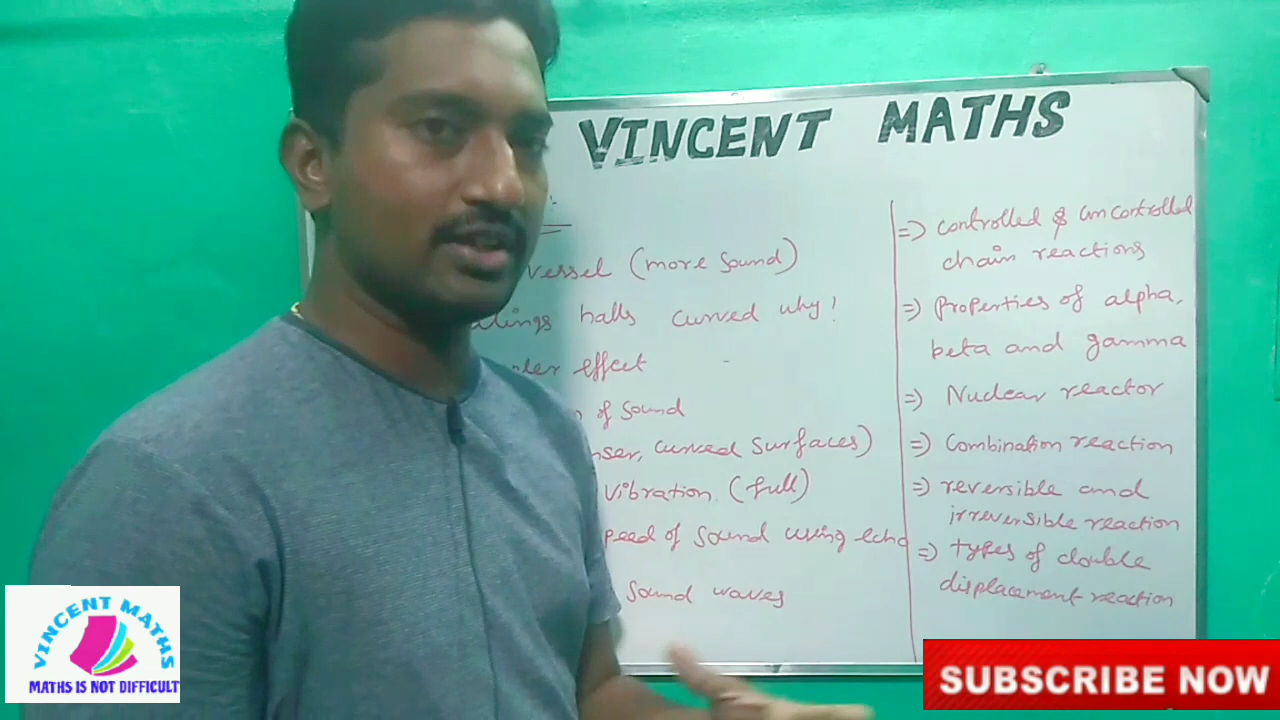 VINCENT MATHS
vessel (more sound)
halls curved why?
effect
of sound
curved surfaces)
vibration. (full)
speed of sound using echo
sound waves
=) controlled & uncontrolled
chain reactions
=) Properties of alpha,
beta and gamma
=) Nuclear reactor
=) Combination reaction
=) reversible and
irreversible reaction
=) types of double
displacement reaction
VINCENT MATHS
MATHS IS NOT DIFFICULT
SUBSCRIBE NOW